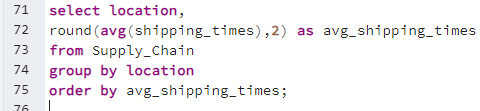 71 select location,
72 round(avg(shipping_times),2) as avg_shipping_times
73 from Supply_Chain
74 group by location
75 order by avg_shipping_times;
76